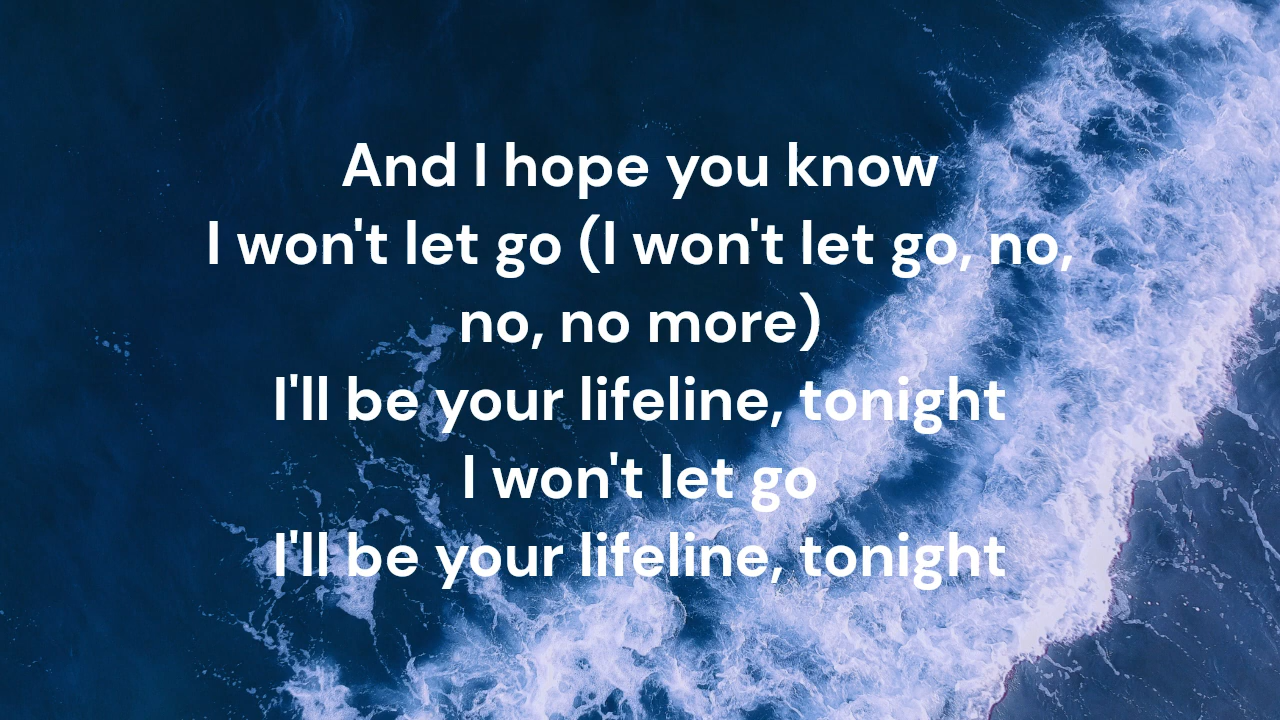 And I hope you know
I won't let go (I won't let go, no,
no, no more)
I'll be your lifeline, tonight
I won't let go
I'll be your lifeline, tonight